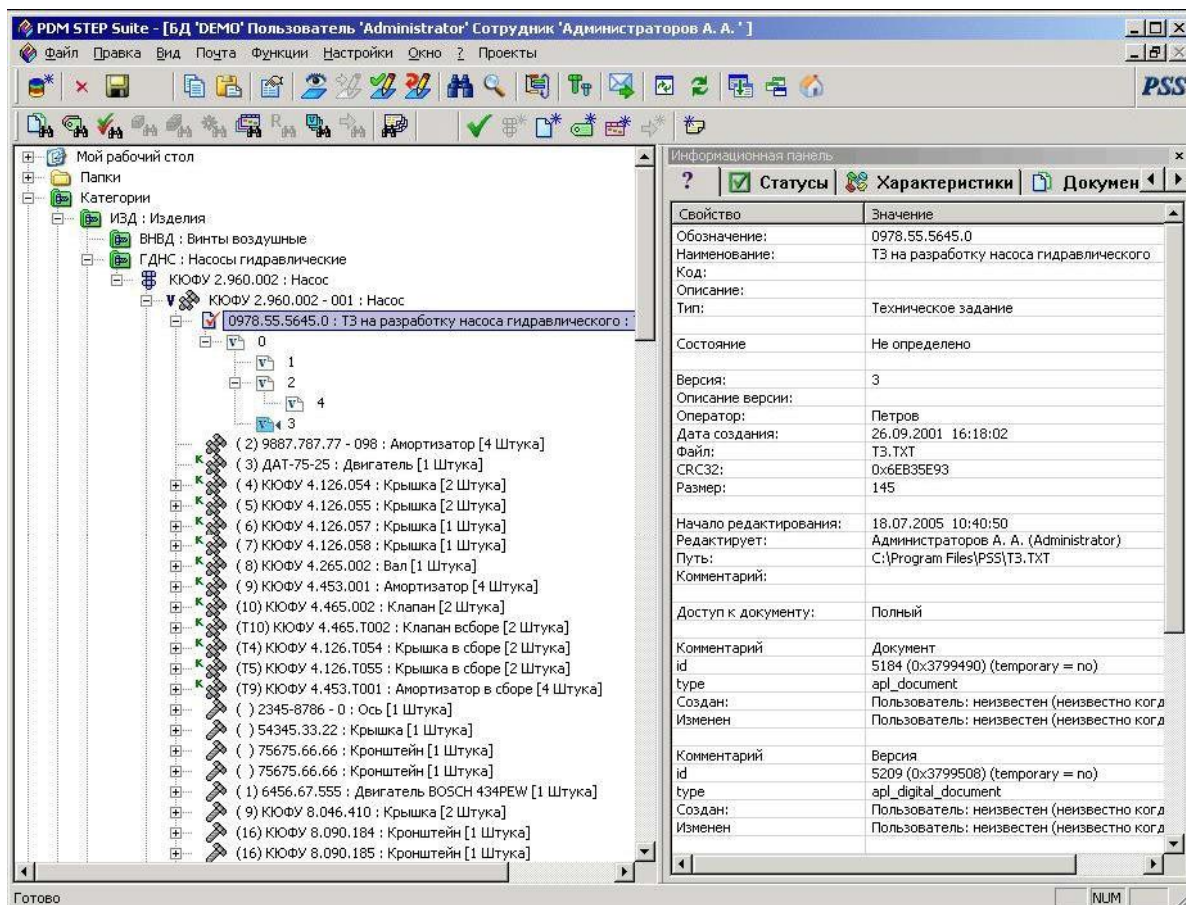 PDM STEP Suite - [БД 'DEMO' Пользователь 'Administrator' Сотрудник 'Администраторов А. А. ' ]
Файл Правка Вид Почта Функции Настройки Окно ? Проекты
PSS
Мой рабочий стол
Папки
Категории
ИЗД : Изделия
ВНВД : Винты воздушные
ГДНС : Насосы гидравлические
КЮФУ 2.960.002 : Насос
V КЮФУ 2.960.002 - 001 : Насос
0978.55.5645.0 : ТЗ на разработку насоса гидравлического :
V 0
V 1
V 2
V 4
V 3
( 2) 9887.787.77 - 098 : Амортизатор [4 Штука]
К ( 3) ДАТ-75-25 : Двигатель [1 Штука]
К ( 4) КЮФУ 4.126.054 : Крышка [2 Штука]
К ( 5) КЮФУ 4.126.055 : Крышка [2 Штука]
К ( 6) КЮФУ 4.126.057 : Крышка [1 Штука]
К ( 7) КЮФУ 4.126.058 : Крышка [1 Штука]
К ( 8) КЮФУ 4.265.002 : Вал [1 Штука]
К ( 9) КЮФУ 4.453.001 : Амортизатор [4 Штука]
К (10) КЮФУ 4.465.002 : Клапан [2 Штука]
К (Т10) КЮФУ 4.465.Т002 : Клапан всборе [2 Штука]
К (Т4) КЮФУ 4.126.Т054 : Крышка в сборе [2 Штука]
К (Т5) КЮФУ 4.126.Т055 : Крышка в сборе [2 Штука]
К (Т9) КЮФУ 4.453.Т001 : Амортизатор в сборе [4 Штука]
( ) 2345-8786 - 0 : Ось [1 Штука]
( ) 54345.33.22 : Крышка [1 Штука]
( ) 75675.66.66 : Кронштейн [1 Штука]
( ) 75675.66.66 : Кронштейн [1 Штука]
( 1) 6456.67.555 : Двигатель BOSCH 434PEW [1 Штука]
( 9) КЮФУ 8.046.410 : Крышка [2 Штука]
(16) КЮФУ 8.090.184 : Кронштейн [1 Штука]
(16) КЮФУ 8.090.185 : Кронштейн [1 Штука]
Информационная панель
? Статусы Характеристики Докумен
Свойство Значение
Обозначение: 0978.55.5645.0
Наименование: ТЗ на разработку насоса гидравлического
Код:
Описание:
Тип: Техническое задание
Состояние Не определено
Версия: 3
Описание версии:
Оператор: Петров
Дата создания: 26.09.2001 16:18:02
Файл: ТЗ.TXT
CRC32: 0x6EB35E93
Размер: 145
Начало редактирования: 18.07.2005 10:40:50
Редактирует: Администраторов А. А. (Administrator)
Путь: C:\Program Files\PSS\ТЗ.TXT
Комментарий:
Доступ к документу: Полный
Комментарий Документ
id 5184 (0x3799490) (temporary = no)
type apl_document
Создан: Пользователь: неизвестен (неизвестно когд
Изменен Пользователь: неизвестен (неизвестно когд
Комментарий Версия
id 5209 (0x3799508) (temporary = no)
type apl_digital_document
Создан: Пользователь: неизвестен (неизвестно когд
Изменен Пользователь: неизвестен (неизвестно когд
Готово NUM